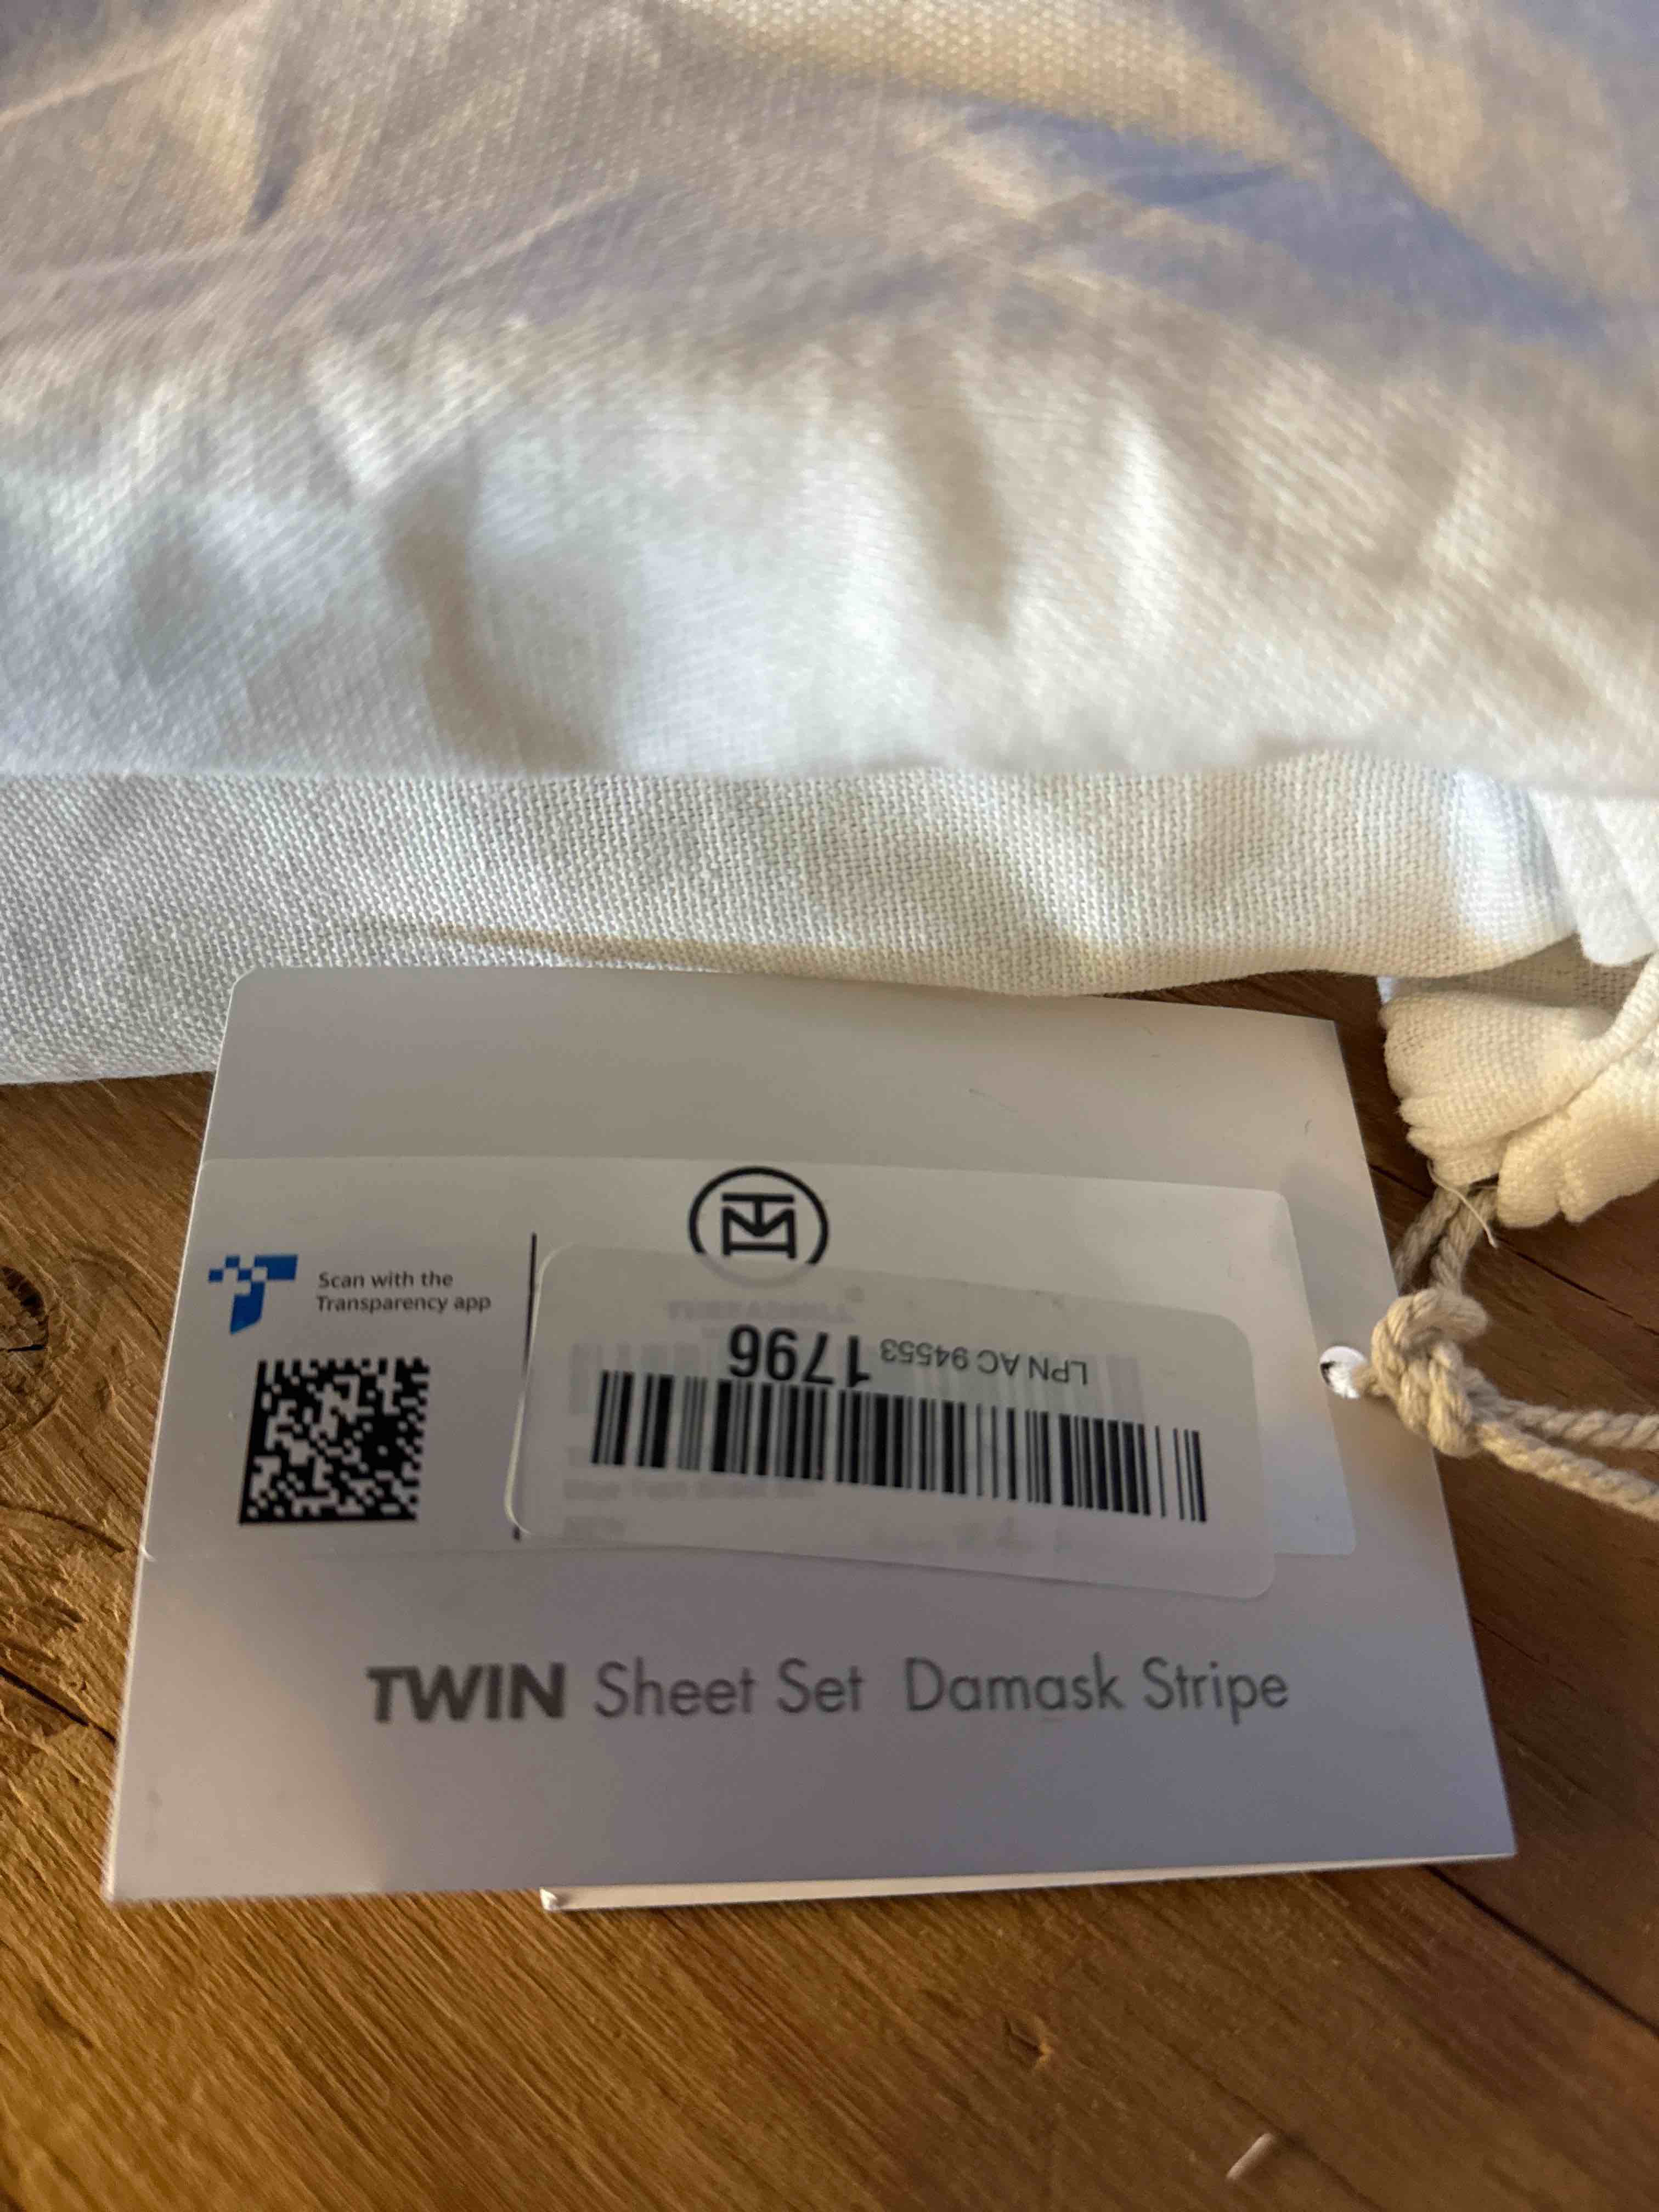 Scan with the
Transparency app
LPN AC 94553 1796
TWIN Sheet Set Damask Stripe